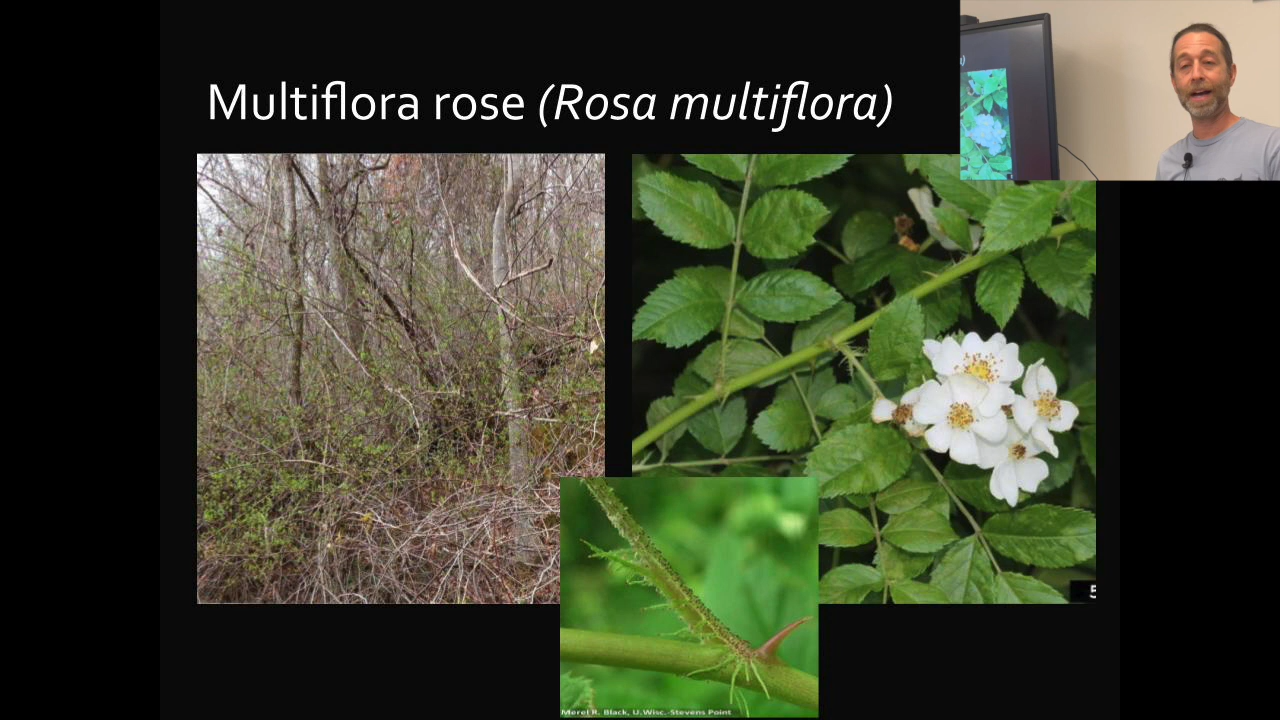 Multiflora rose (Rosa multiflora)
5
Merel R. Black, U.Wisc.-Stevens Point